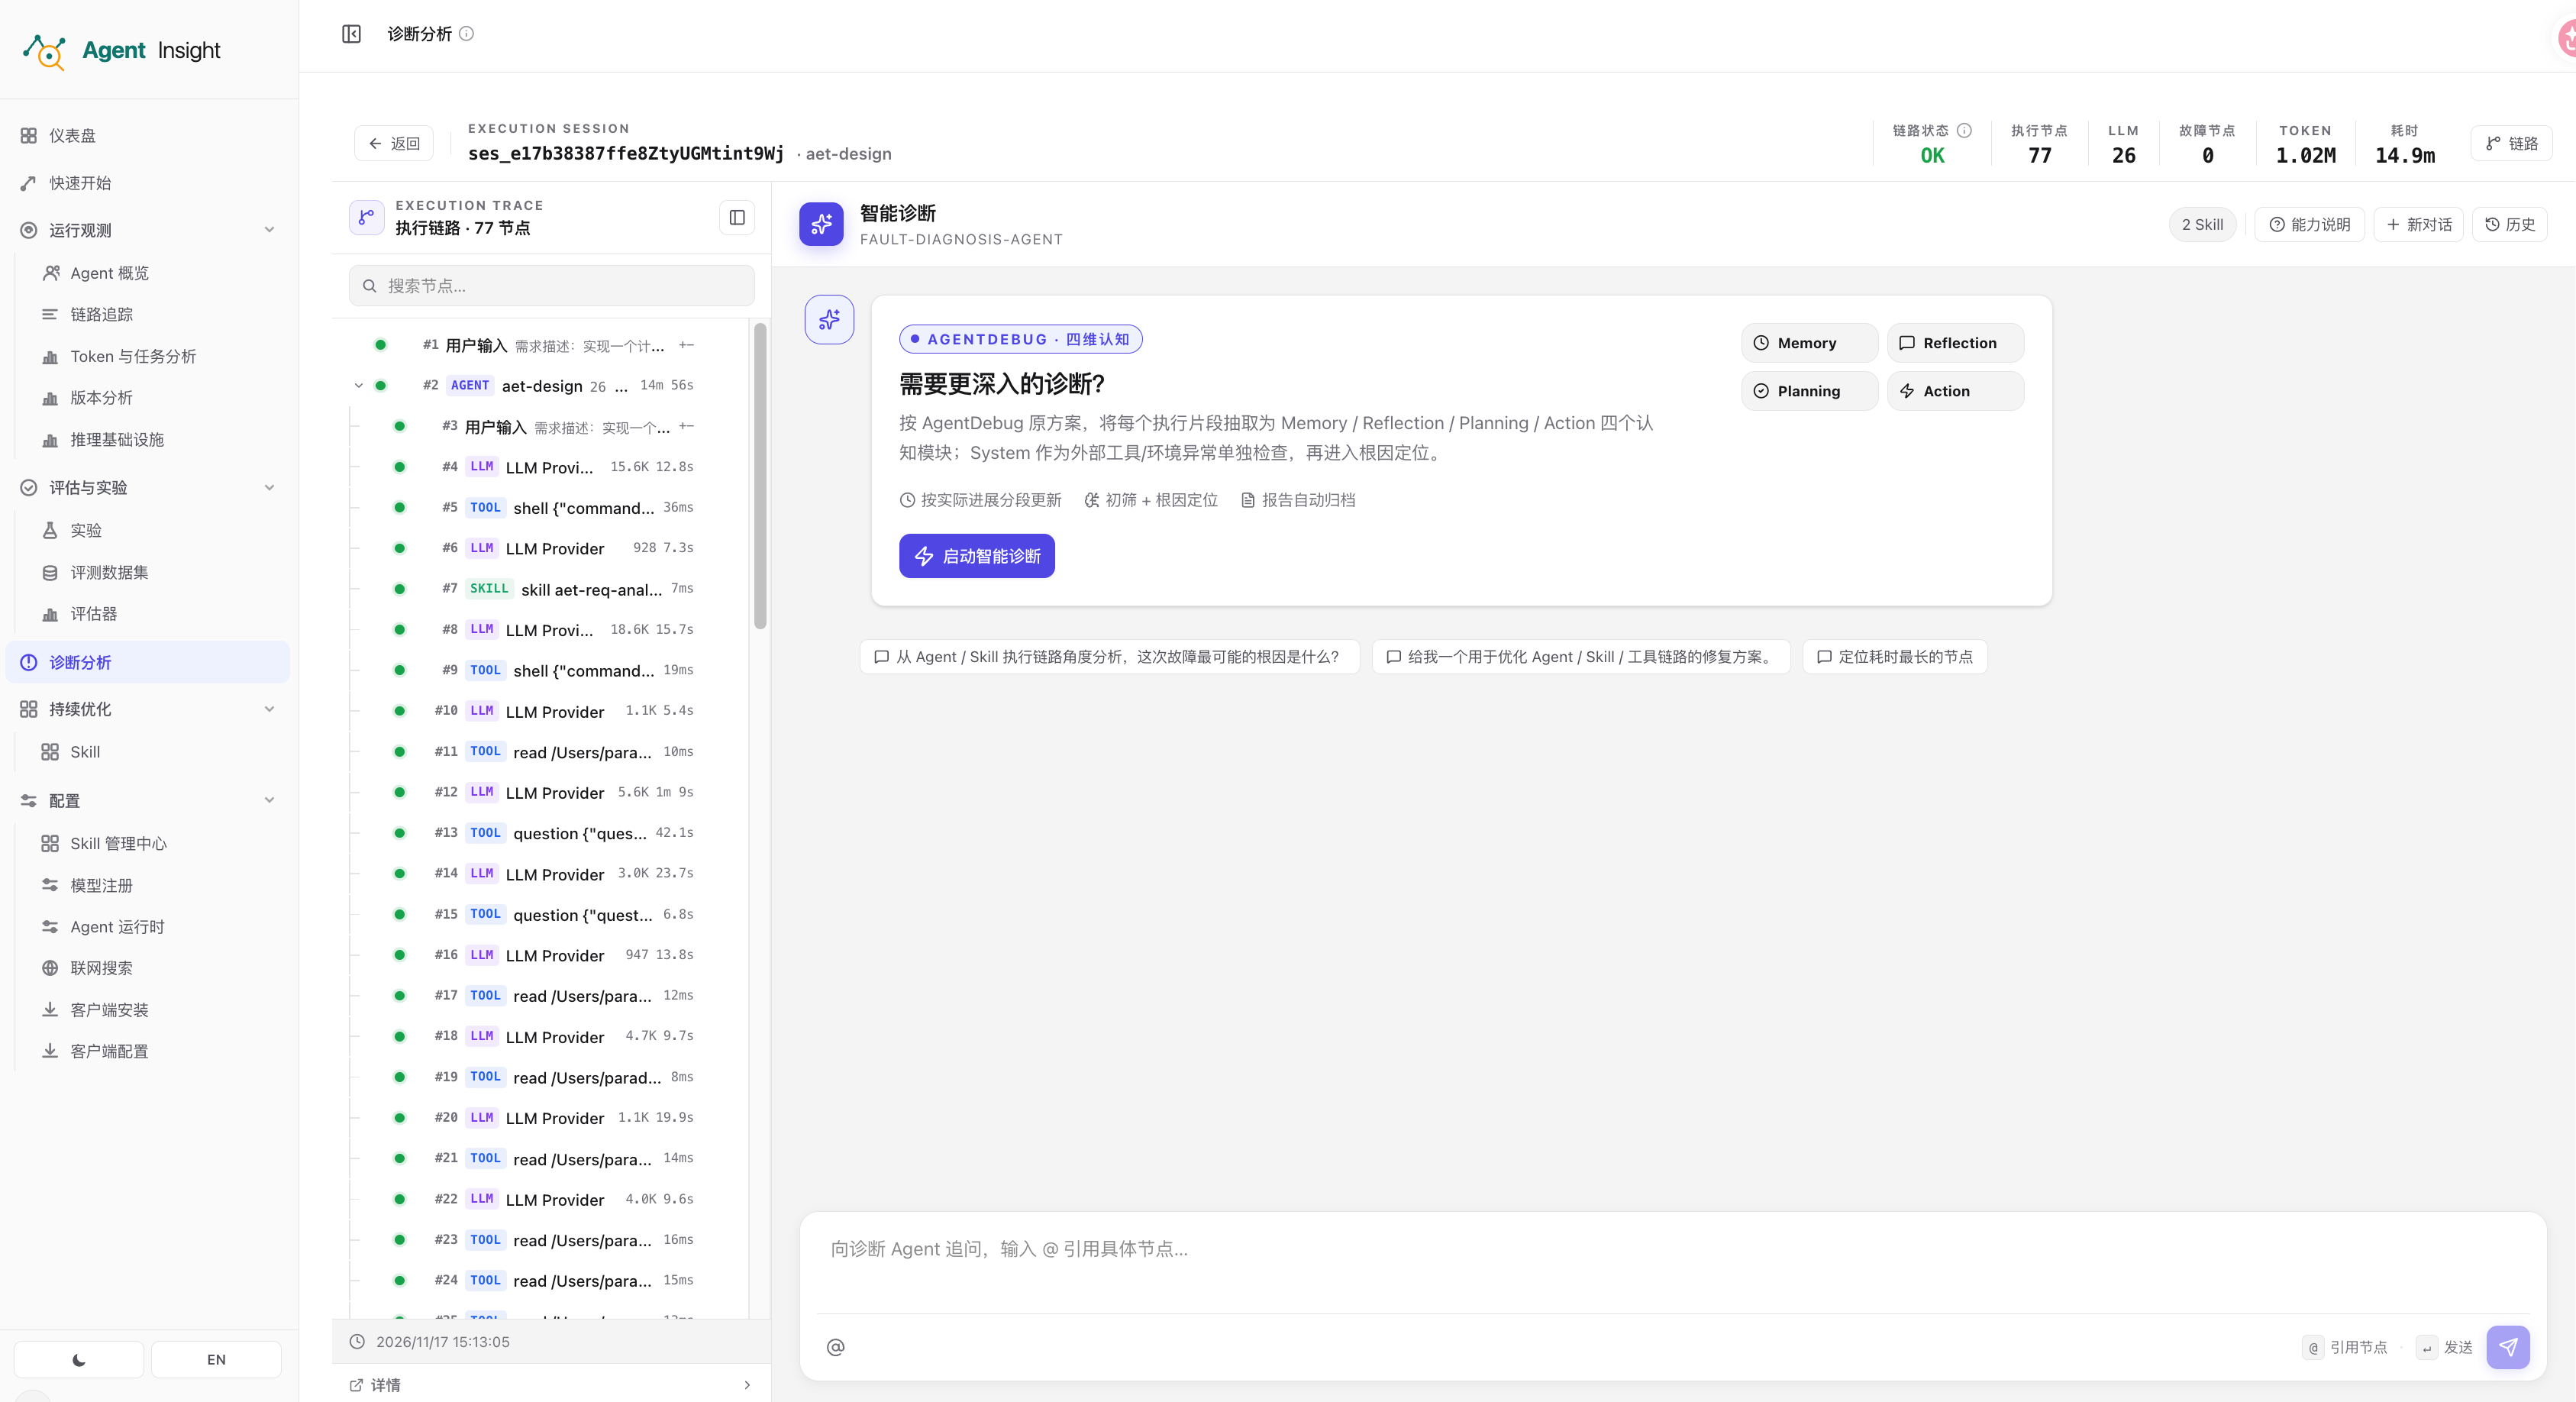 Agent Insight
仪表盘
快速开始
运行观测
Agent 概览
链路追踪
Token 与任务分析
版本分析
推理基础设施
评估与实验
实验
评测数据集
评估器
诊断分析
持续优化
Skill
配置
Skill 管理中心
模型注册
Agent 运行时
联网搜索
客户端安装
客户端配置
EN
诊断分析
返回
EXECUTION SESSION
ses_e17b38387ffe8ZtyUGMtint9Wj · aet-design
链路状态 OK
执行节点 77
LLM 26
故障节点 0
TOKEN 1.02M
耗时 14.9m
链路
EXECUTION TRACE
执行链路 · 77 节点
搜索节点...
#1 用户输入 需求描述：实现一个计... +−
#2 AGENT aet-design 26 ... 14m 56s
#3 用户输入 需求描述：实现一个... +−
#4 LLM LLM Provi... 15.6K 12.8s
#5 TOOL shell {"command... 36ms
#6 LLM LLM Provider 928 7.3s
#7 SKILL skill aet-req-anal... 7ms
#8 LLM LLM Provi... 18.6K 15.7s
#9 TOOL shell {"command... 19ms
#10 LLM LLM Provider 1.1K 5.4s
#11 TOOL read /Users/para... 10ms
#12 LLM LLM Provider 5.6K 1m 9s
#13 TOOL question {"ques... 42.1s
#14 LLM LLM Provider 3.0K 23.7s
#15 TOOL question {"quest... 6.8s
#16 LLM LLM Provider 947 13.8s
#17 TOOL read /Users/para... 12ms
#18 LLM LLM Provider 4.7K 9.7s
#19 TOOL read /Users/parad... 8ms
#20 LLM LLM Provider 1.1K 19.9s
#21 TOOL read /Users/para... 14ms
#22 LLM LLM Provider 4.0K 9.6s
#23 TOOL read /Users/para... 16ms
#24 TOOL read /Users/para... 15ms
2026/11/17 15:13:05
详情
智能诊断
FAULT-DIAGNOSIS-AGENT
2 Skill
能力说明
新对话
历史
AGENTDEBUG · 四维认知
需要更深入的诊断？
按 AgentDebug 原方案，将每个执行片段抽取为 Memory / Reflection / Planning / Action 四个认
知模块；System 作为外部工具/环境异常单独检查，再进入根因定位。
按实际进展分段更新 初筛 + 根因定位 报告自动归档
启动智能诊断
Memory
Reflection
Planning
Action
从 Agent / Skill 执行链路角度分析，这次故障最可能的根因是什么？
给我一个用于优化 Agent / Skill / 工具链路的修复方案。
定位耗时最长的节点
向诊断 Agent 追问，输入 @ 引用具体节点...
@
@ 引用节点 · ↵ 发送